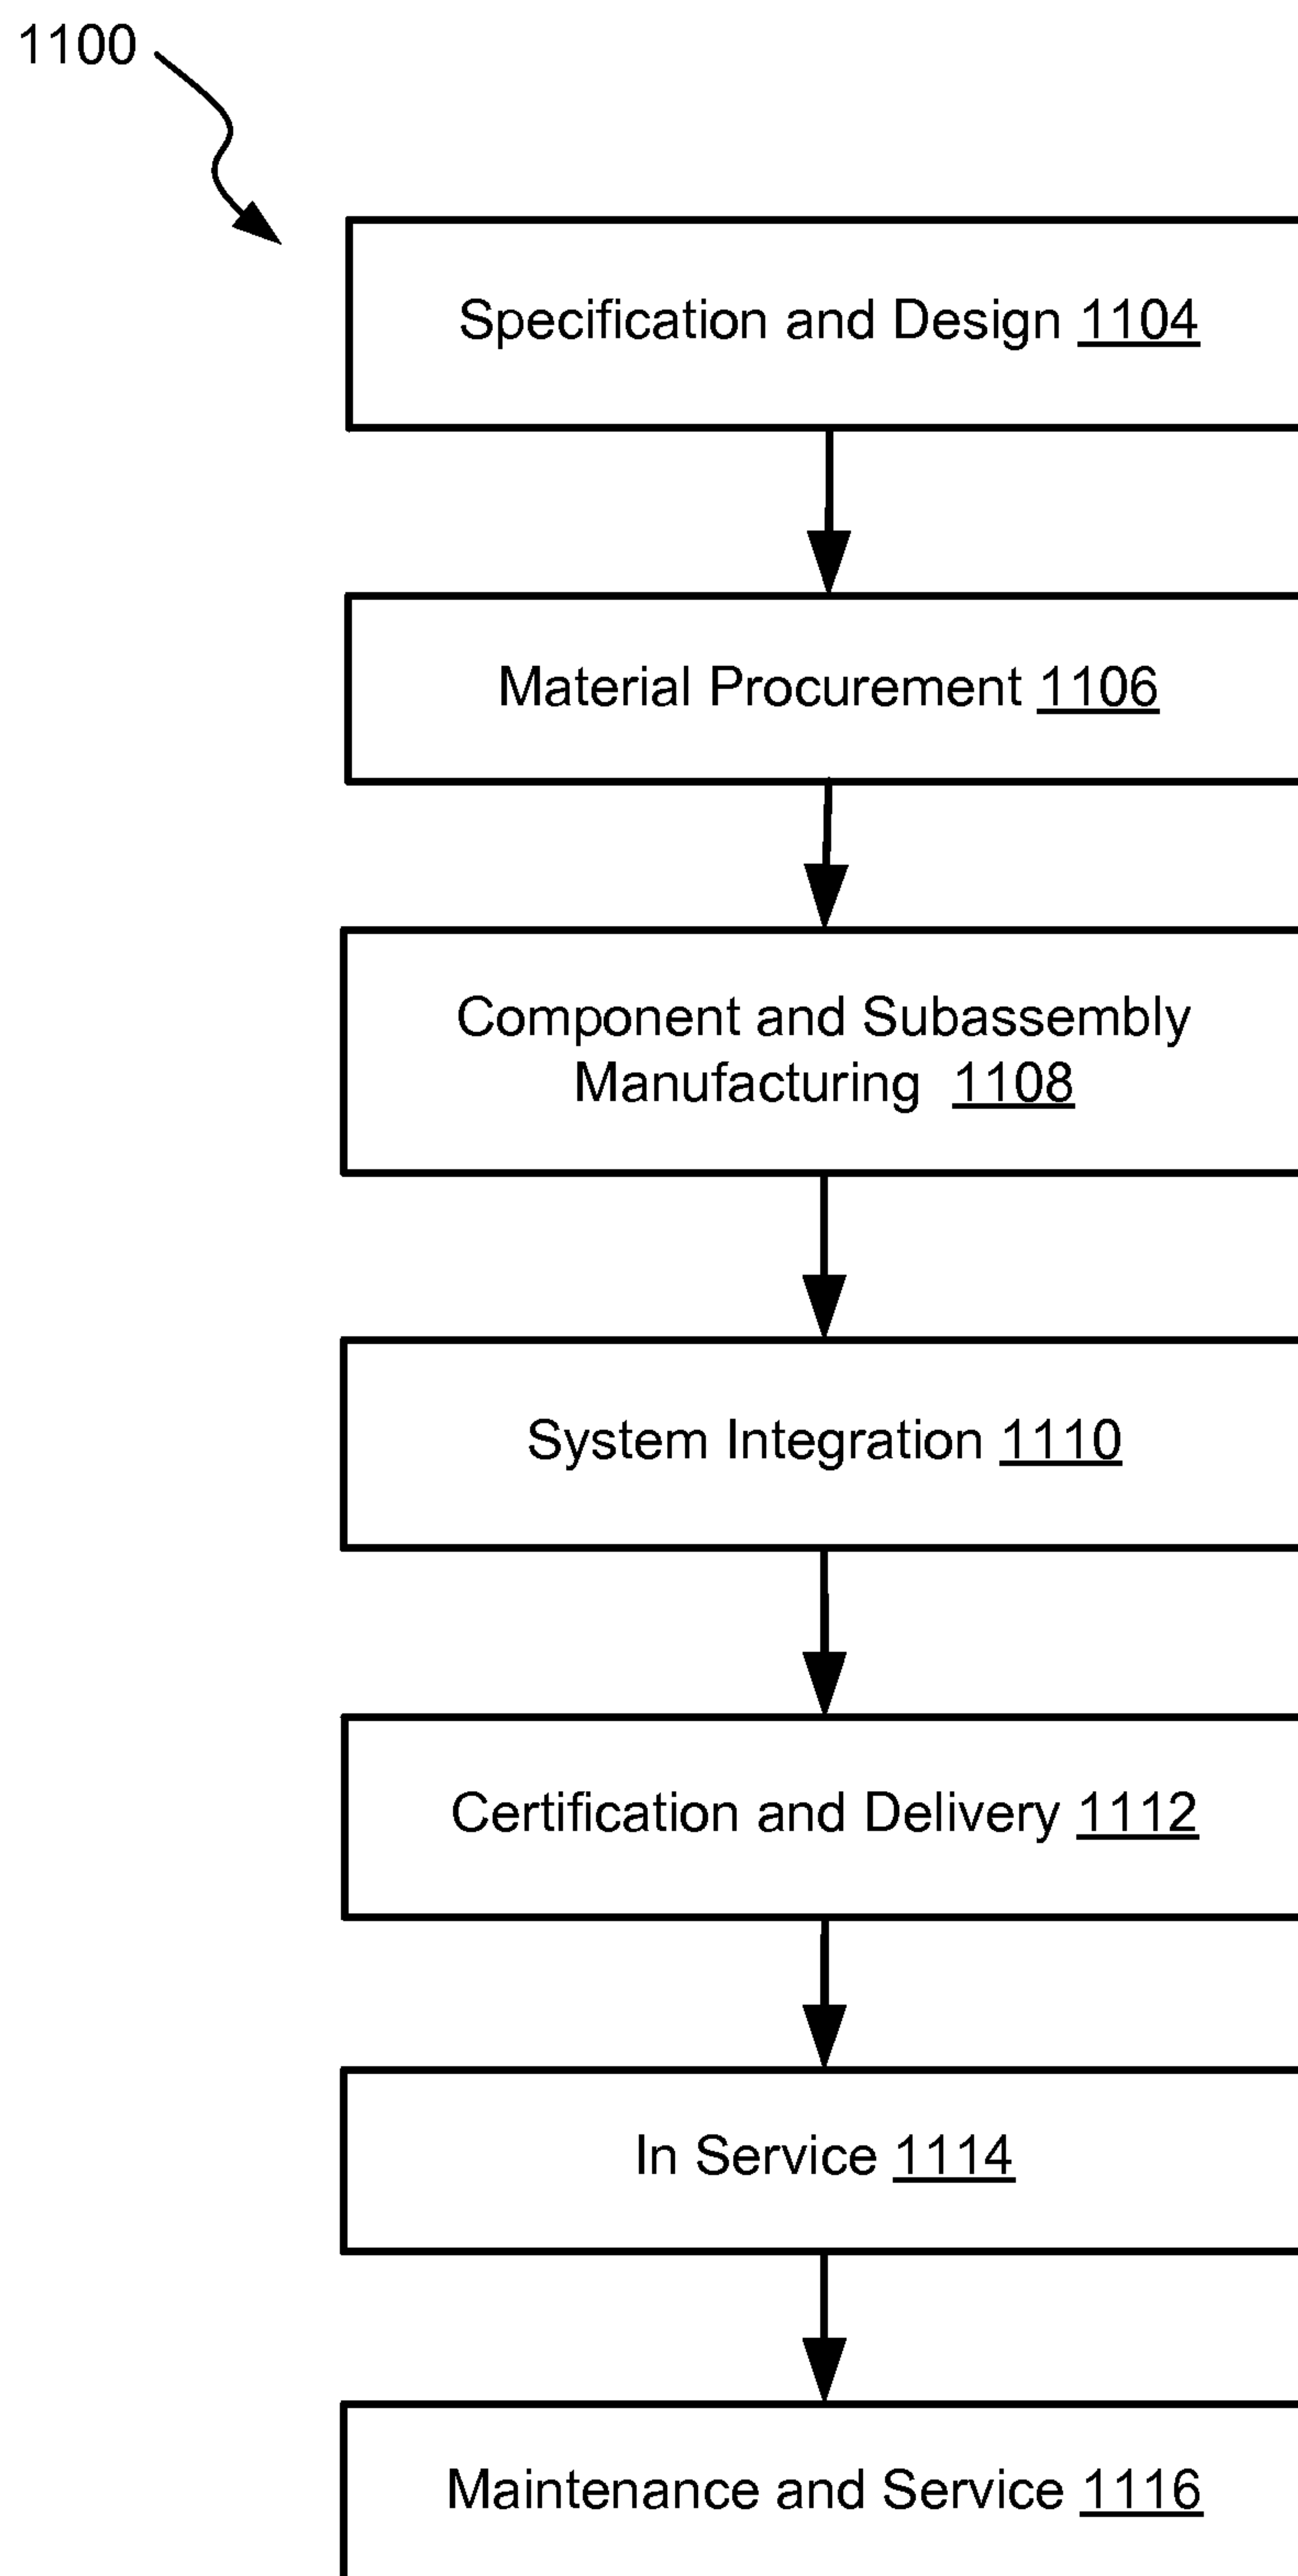 1100
Specification and Design 1104
Material Procurement 1106
Component and Subassembly
Manufacturing 1108
System Integration 1110
Certification and Delivery 1112
In Service 1114
Maintenance and Service 1116